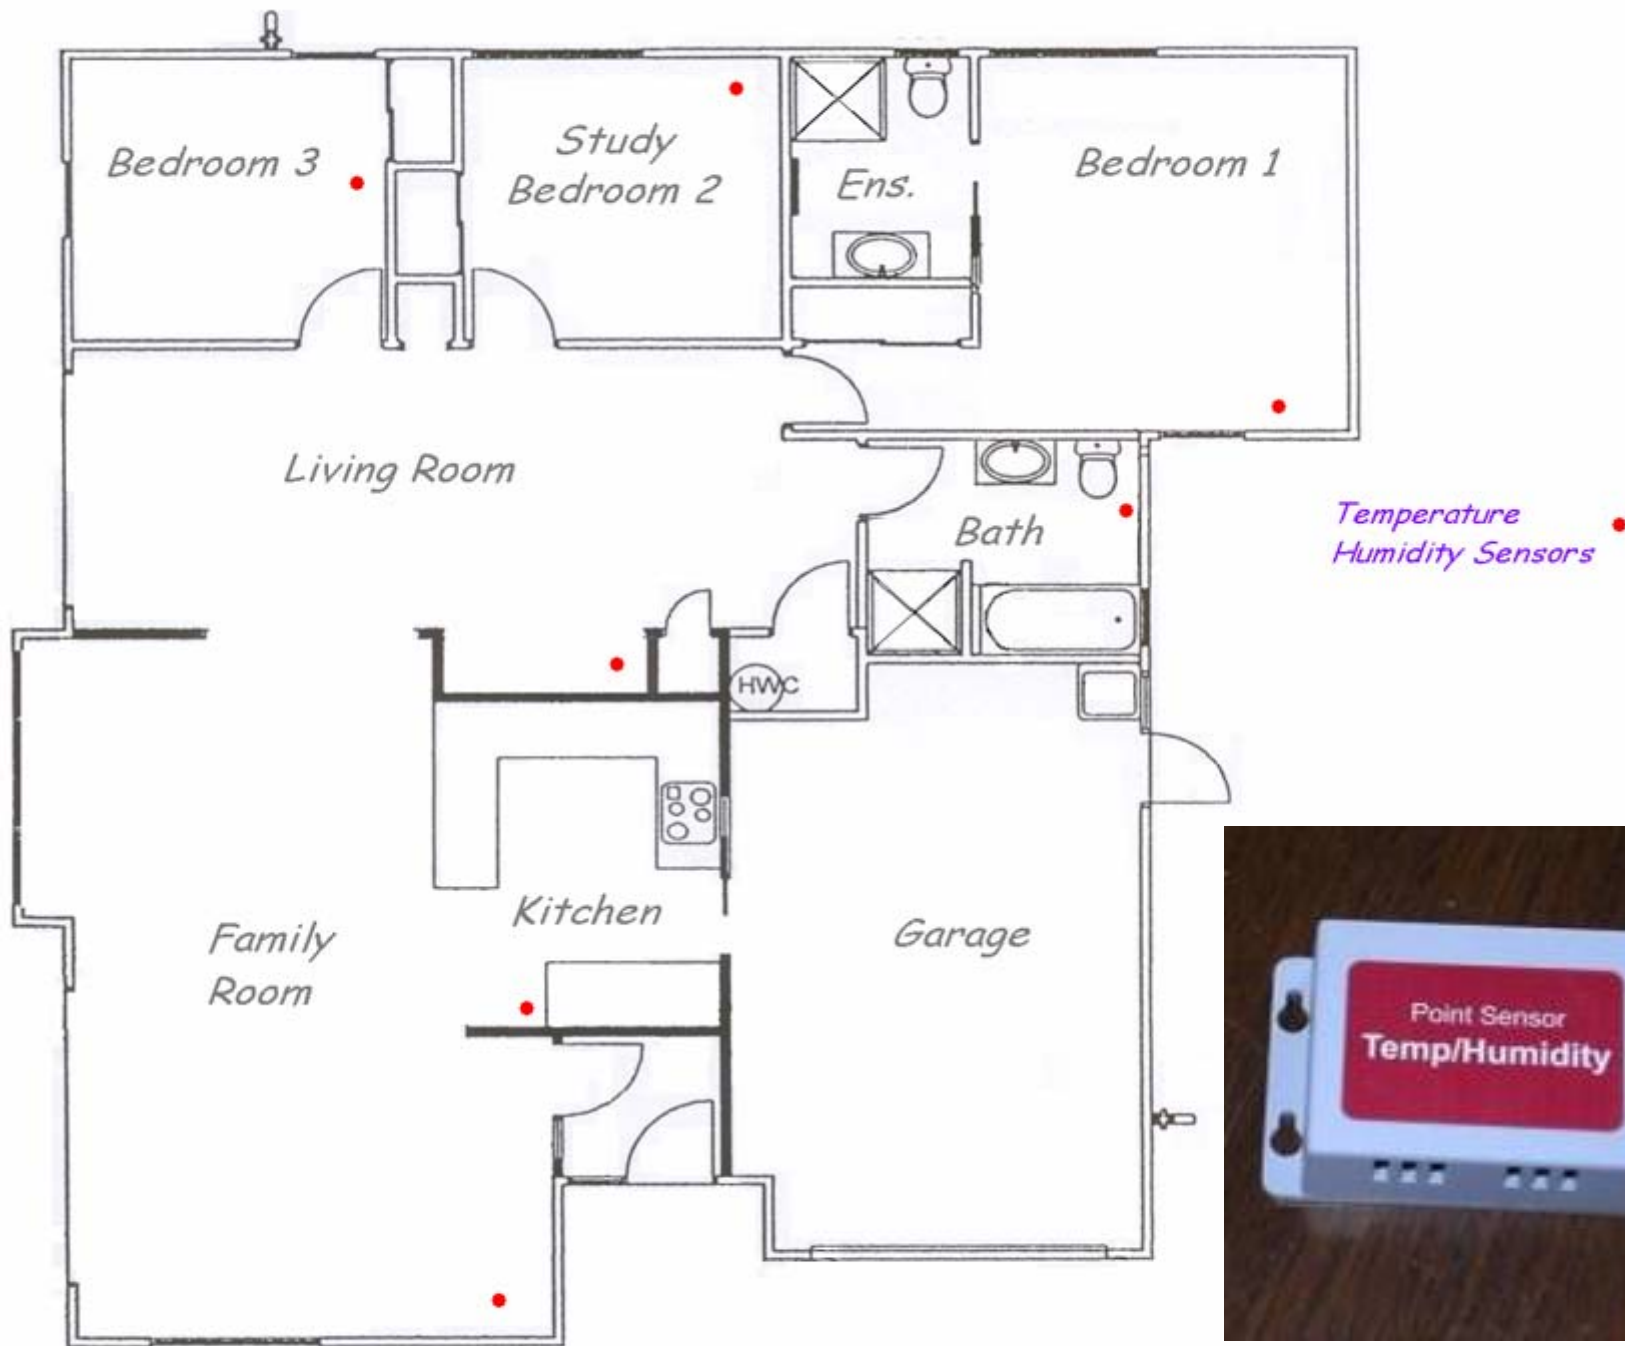 Bedroom 3
Study
Bedroom 2
Ens.
Bedroom 1
Living Room
Bath
Temperature
Humidity Sensors
HWC
Kitchen
Family
Room
Garage
Point Sensor
Temp/Humidity